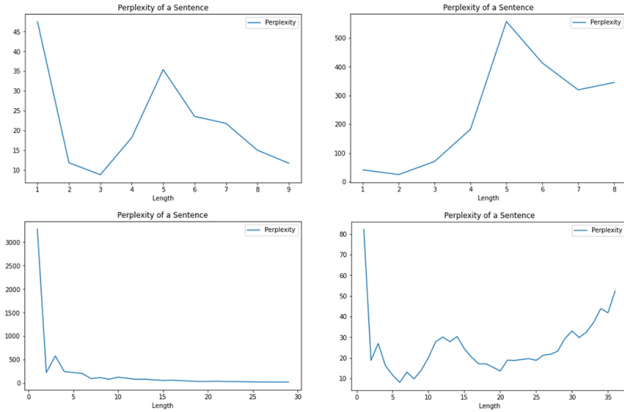 Perplexity of a Sentence
Perplexity
45
40
35
30
25
20
15
10
1 2 3 4 5 6 7 8 9
Length
Perplexity of a Sentence
Perplexity
500
400
300
200
100
0
1 2 3 4 5 6 7 8
Length
Perplexity of a Sentence
Perplexity
3000
2500
2000
1500
1000
500
0
0 5 10 15 20 25 30
Length
Perplexity of a Sentence
Perplexity
80
70
60
50
40
30
20
10
0 5 10 15 20 25 30 35
Length